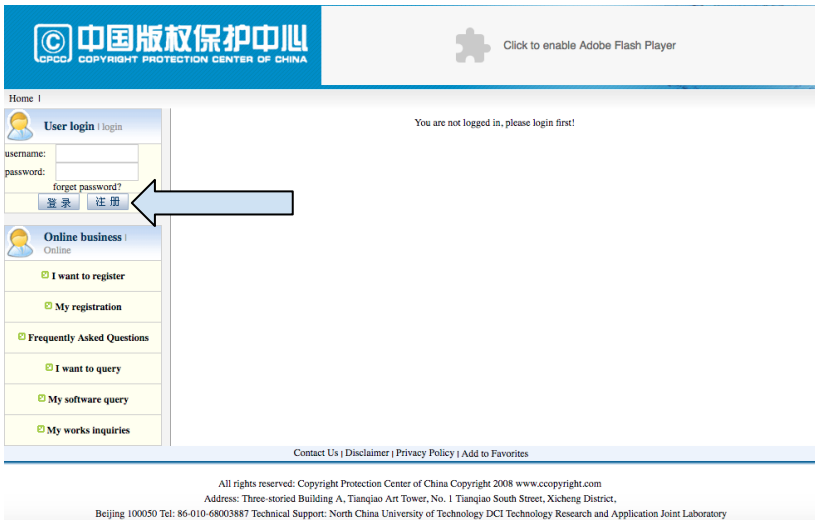 中国版权保护中心
CPCC COPYRIGHT PROTECTION CENTER OF CHINA
Click to enable Adobe Flash Player
Home |
User login | login
You are not logged in, please login first!
username:
password:
forget password?
登 录 注 册
Online business |
Online
I want to register
My registration
Frequently Asked Questions
I want to query
My software query
My works inquiries
Contact Us | Disclaimer | Privacy Policy | Add to Favorites
All rights reserved: Copyright Protection Center of China Copyright 2008 www.ccopyright.com
Address: Three-storied Building A, Tianqiao Art Tower, No. 1 Tianqiao South Street, Xicheng District,
Beijing 100050 Tel: 86-010-68003887 Technical Support: North China University of Technology DCI Technology Research and Application Joint Laboratory